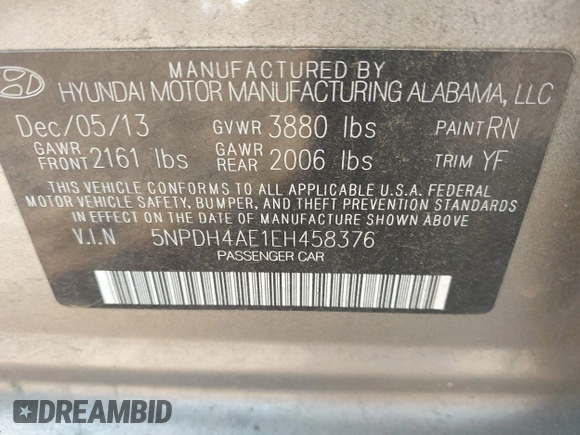 MANUFACTURED BY
HYUNDAI MOTOR MANUFACTURING ALABAMA, LLC
Dec/05/13 GVWR 3880 lbs PAINT RN
GAWR FRONT 2161 lbs GAWR REAR 2006 lbs TRIM YF
THIS VEHICLE CONFORMS TO ALL APPLICABLE U.S.A. FEDERAL
MOTOR VEHICLE SAFETY, BUMPER, AND THEFT PREVENTION STANDARDS
IN EFFECT ON THE DATE OF MANUFACTURE SHOWN ABOVE
V.I.N 5NPDH4AE1EH458376
PASSENGER CAR
DREAMBID